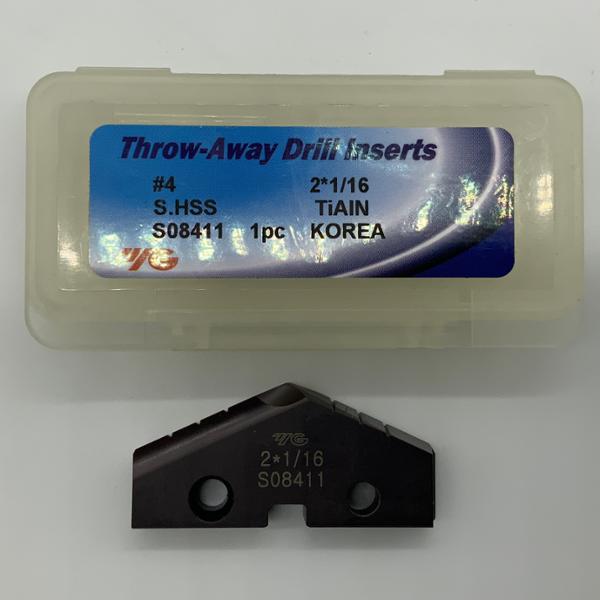 Throw-Away Drill Inserts
#4 2*1/16
S.HSS TiAIN
S08411 1pc KOREA
YG
YG
2*1/16
S08411